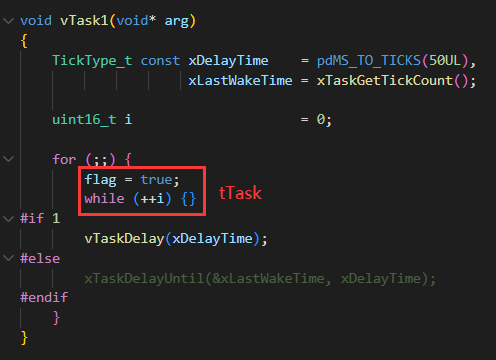 void vTask1(void* arg)
{
    TickType_t const xDelayTime    = pdMS_TO_TICKS(50UL),
                     xLastWakeTime = xTaskGetTickCount();
    uint16_t i                     = 0;
    for (;;) {
        flag = true;
        while (++i) {}
tTask
#if 1
        vTaskDelay(xDelayTime);
#else
        xTaskDelayUntil(&xLastWakeTime, xDelayTime);
#endif
    }
}